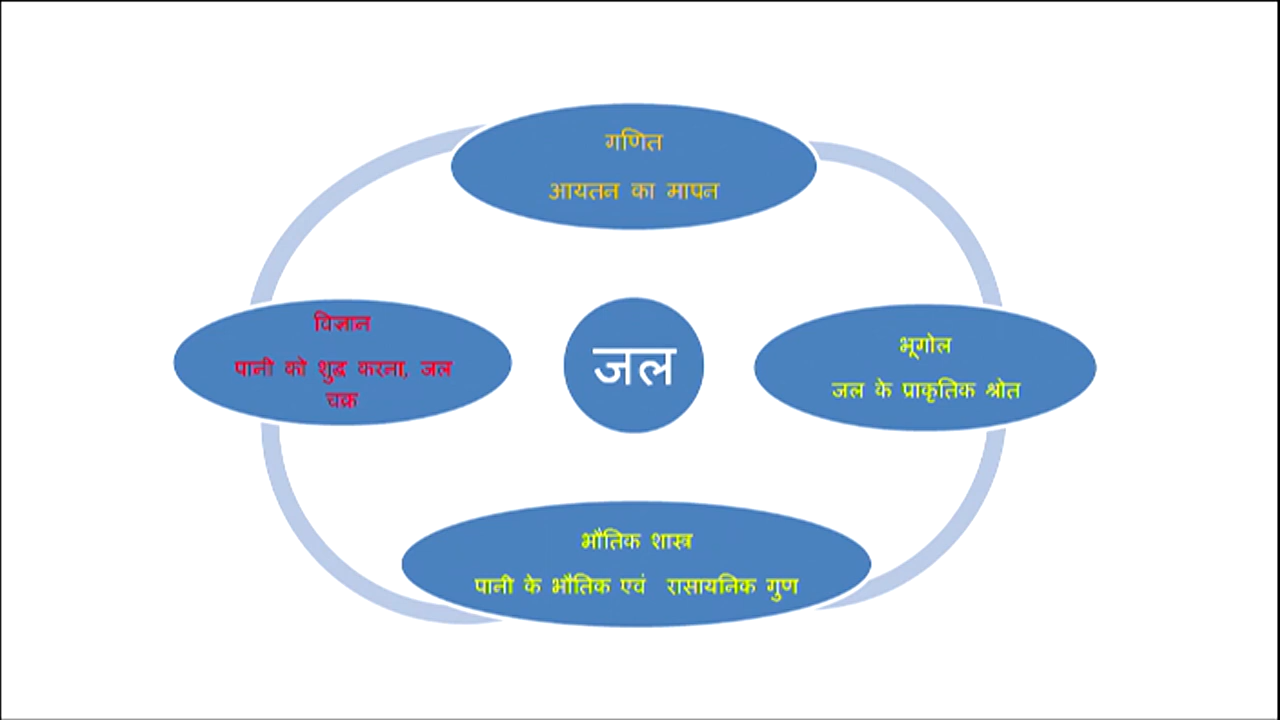 गणित
आयतन का मापन
विज्ञान
पानी को शुद्ध करना, जल
चक्र
जल
भूगोल
जल के प्राकृतिक श्रोत
भौतिक शास्त्र
पानी के भौतिक एवं रासायनिक गुण